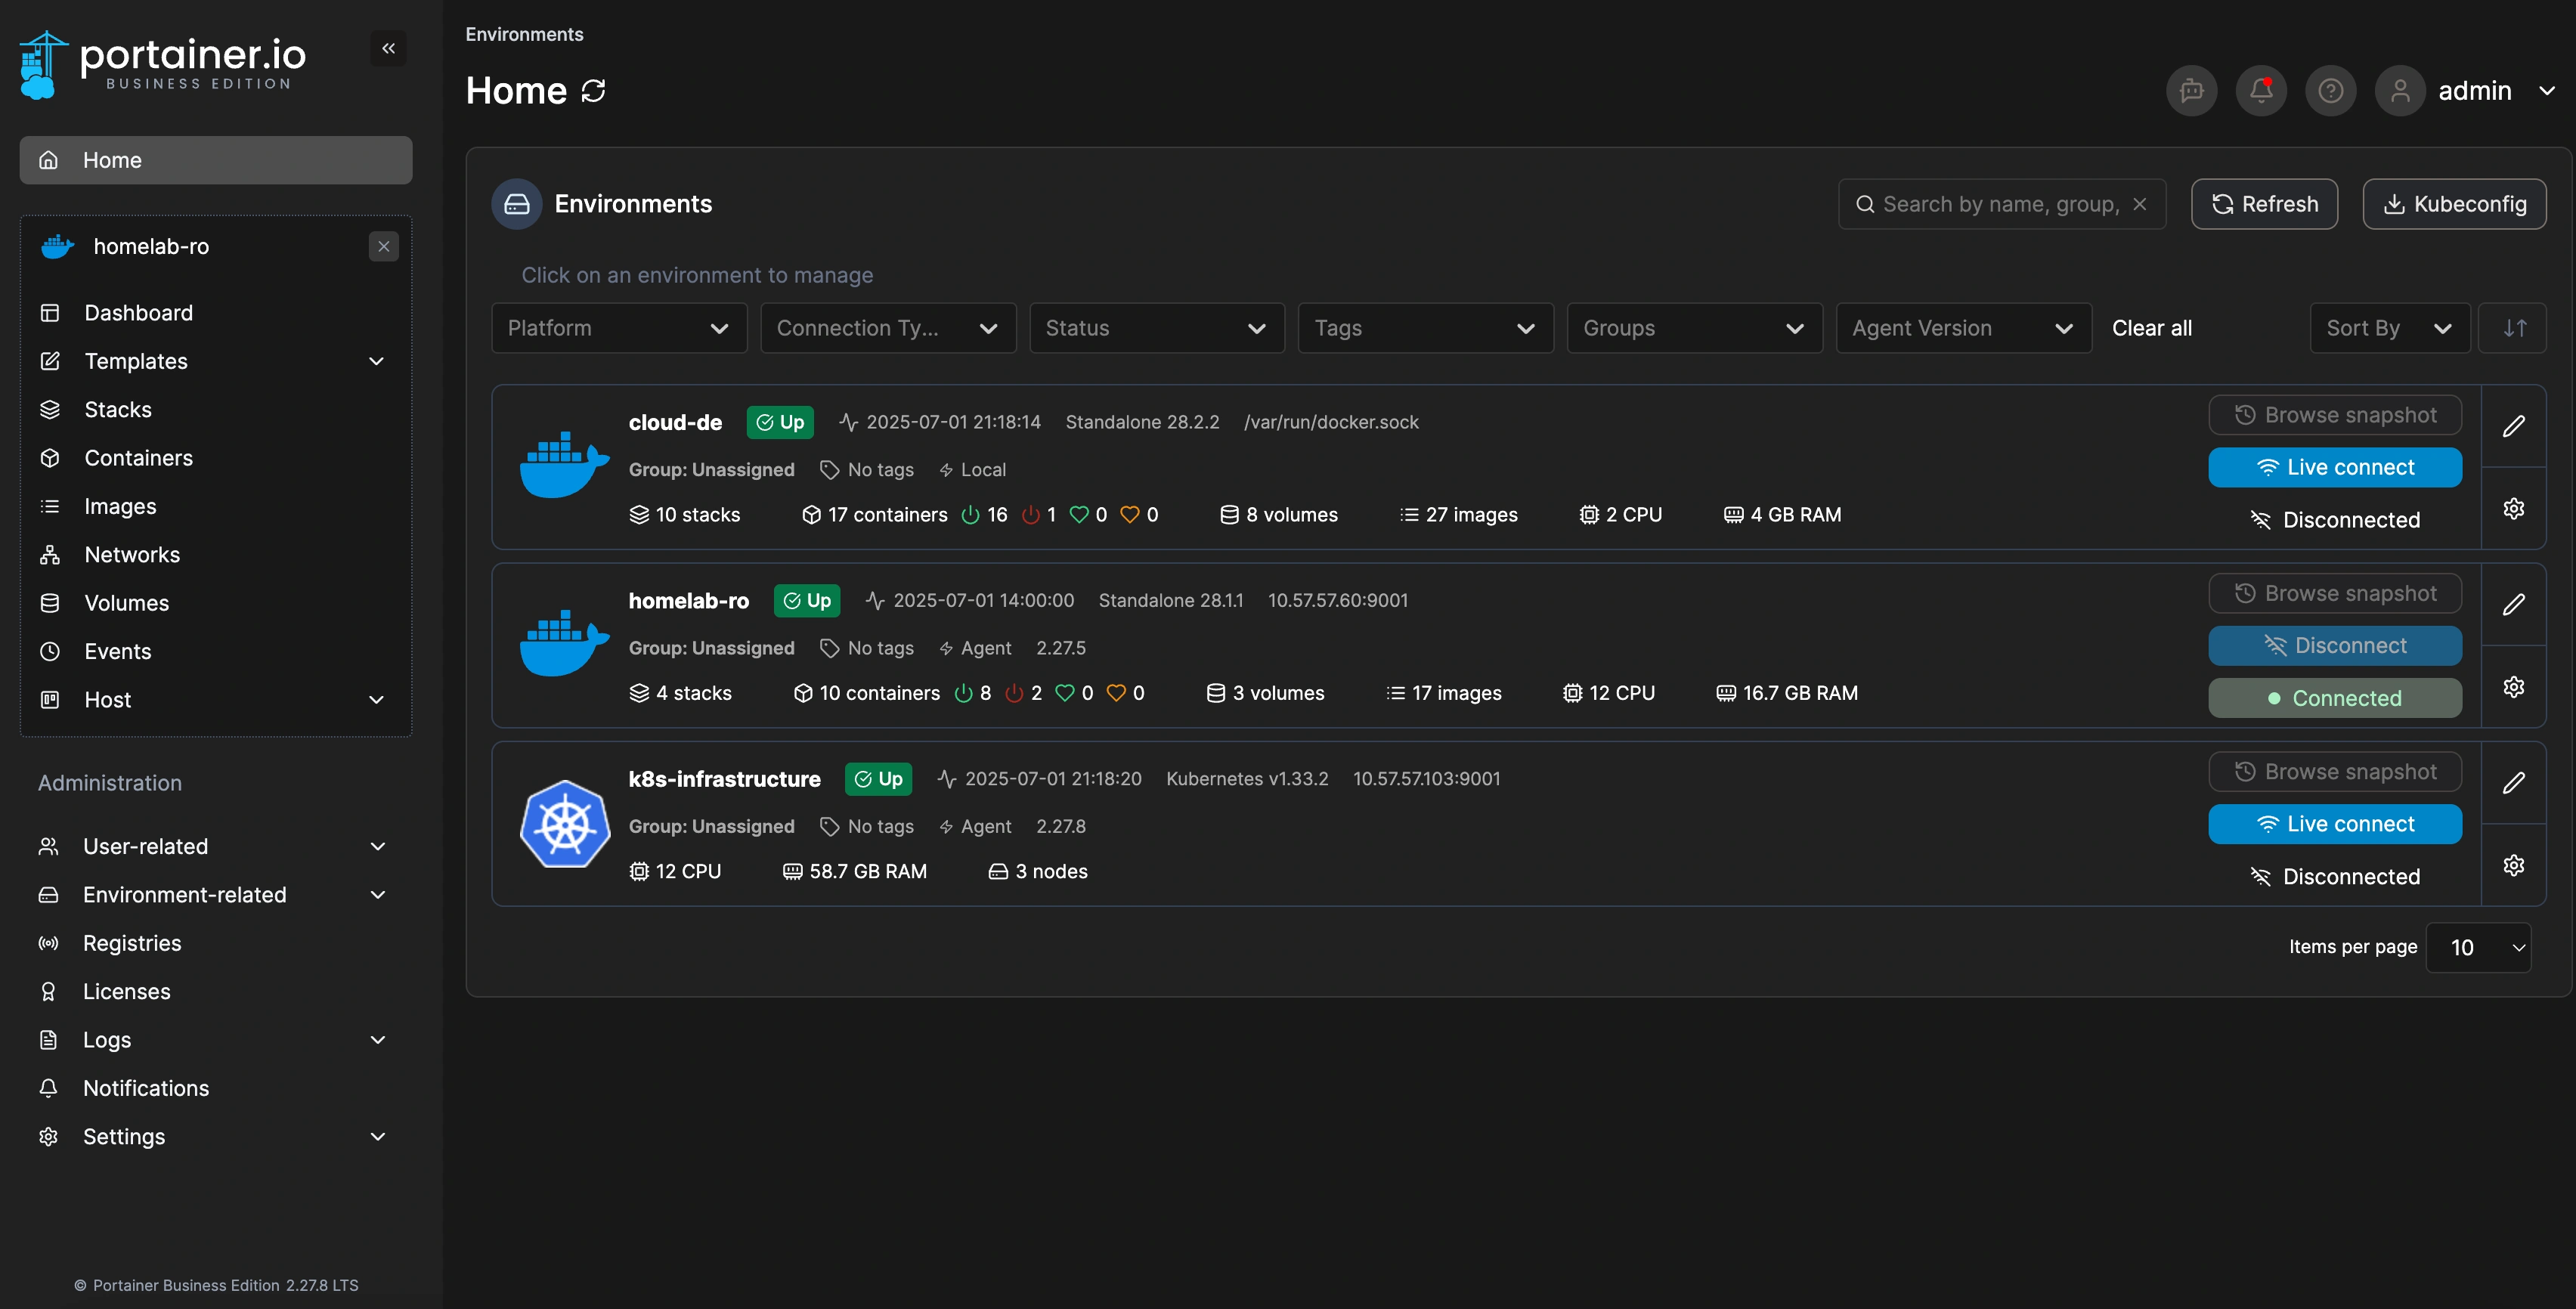 portainer.io
BUSINESS EDITION
Home
homelab-ro
Dashboard
Templates
Stacks
Containers
Images
Networks
Volumes
Events
Host
Administration
User-related
Environment-related
Registries
Licenses
Logs
Notifications
Settings
© Portainer Business Edition 2.27.8 LTS
Environments
Home
admin
Environments
Search by name, group,
Refresh
Kubeconfig
Click on an environment to manage
Platform
Connection Ty...
Status
Tags
Groups
Agent Version
Clear all
Sort By
cloud-de Up 2025-07-01 21:18:14 Standalone 28.2.2 /var/run/docker.sock
Group: Unassigned No tags Local
10 stacks 17 containers 16 1 0 0 8 volumes 27 images 2 CPU 4 GB RAM
Browse snapshot
Live connect
Disconnected
homelab-ro Up 2025-07-01 14:00:00 Standalone 28.1.1 10.57.57.60:9001
Group: Unassigned No tags Agent 2.27.5
4 stacks 10 containers 8 2 0 0 3 volumes 17 images 12 CPU 16.7 GB RAM
Browse snapshot
Disconnect
Connected
k8s-infrastructure Up 2025-07-01 21:18:20 Kubernetes v1.33.2 10.57.57.103:9001
Group: Unassigned No tags Agent 2.27.8
12 CPU 58.7 GB RAM 3 nodes
Browse snapshot
Live connect
Disconnected
Items per page 10